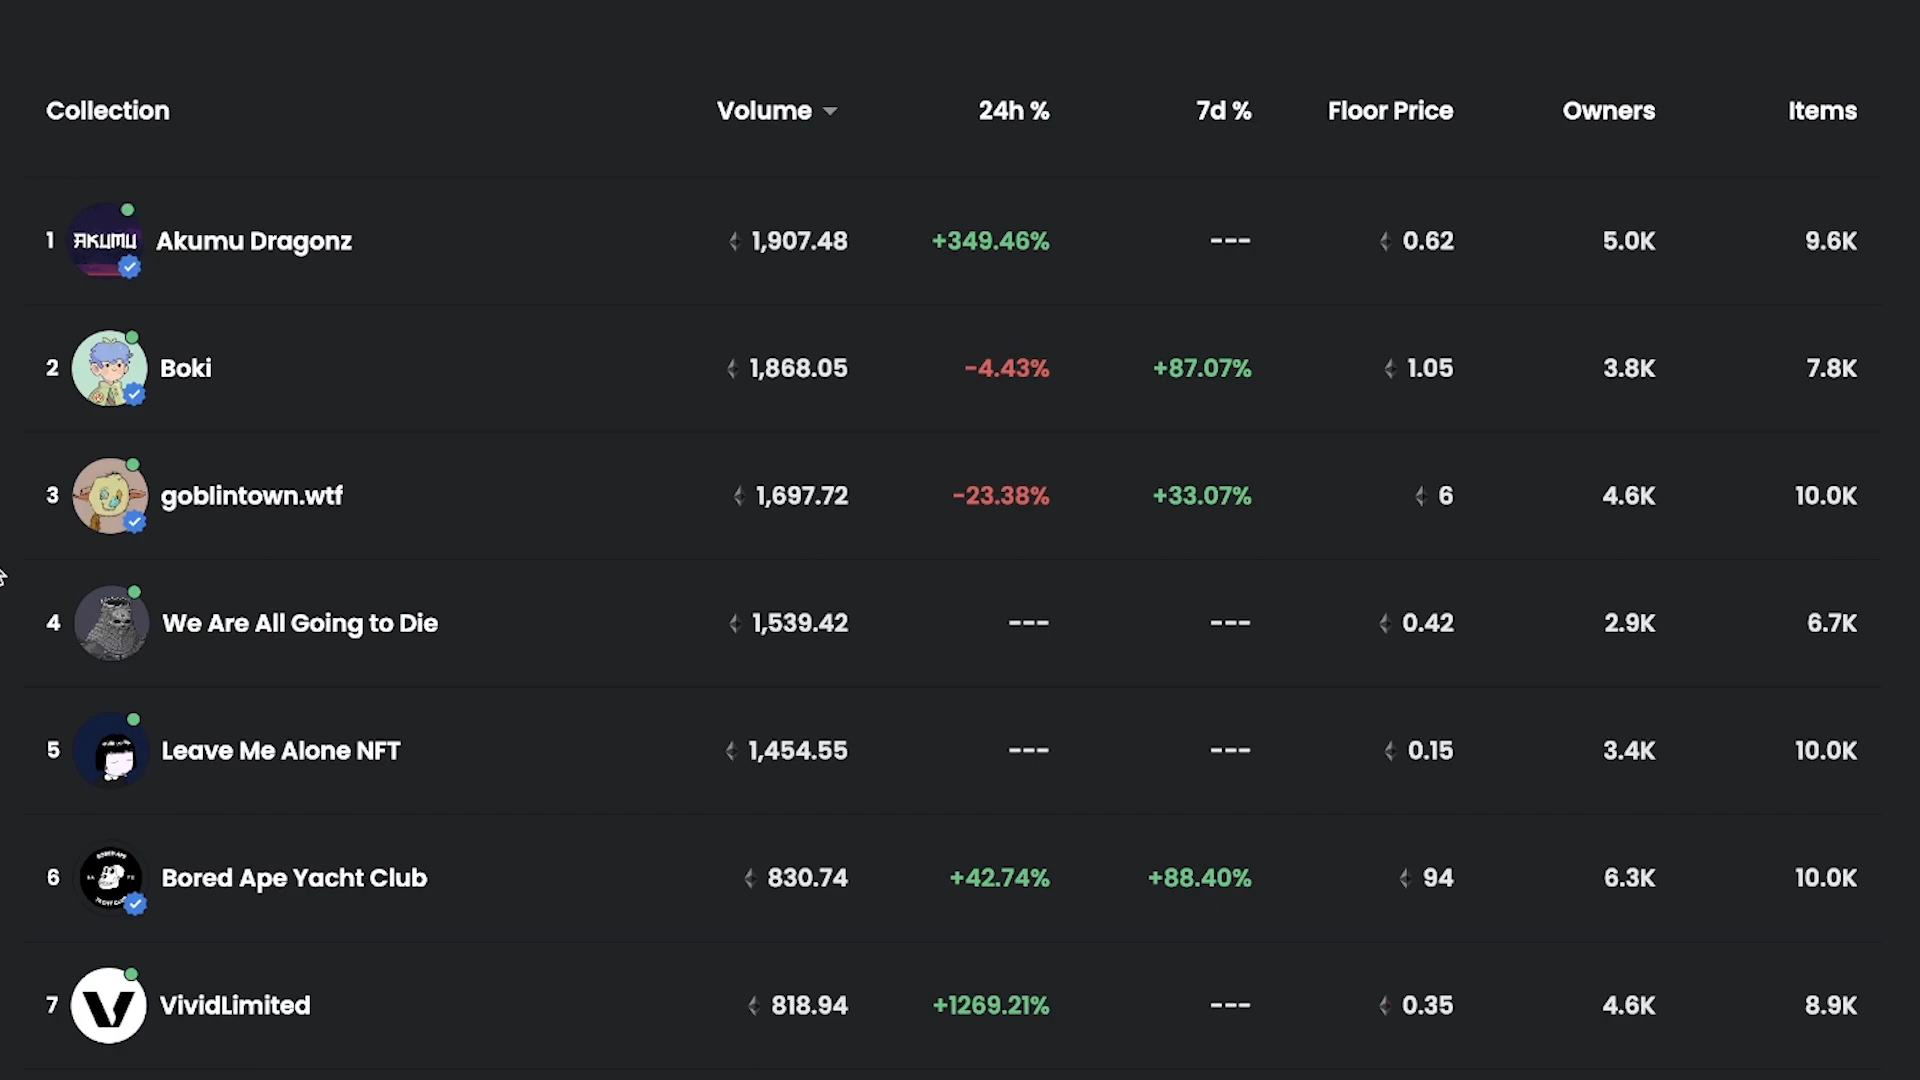 Collection Volume 24h % 7d % Floor Price Owners Items
1 AKUMU Akumu Dragonz 1,907.48 +349.46% --- 0.62 5.0K 9.6K
2 Boki 1,868.05 -4.43% +87.07% 1.05 3.8K 7.8K
3 goblintown.wtf 1,697.72 -23.38% +33.07% 6 4.6K 10.0K
4 We Are All Going to Die 1,539.42 --- --- 0.42 2.9K 6.7K
5 Leave Me Alone NFT 1,454.55 --- --- 0.15 3.4K 10.0K
6 Bored Ape Yacht Club 830.74 +42.74% +88.40% 94 6.3K 10.0K
7 V VividLimited 818.94 +1269.21% --- 0.35 4.6K 8.9K